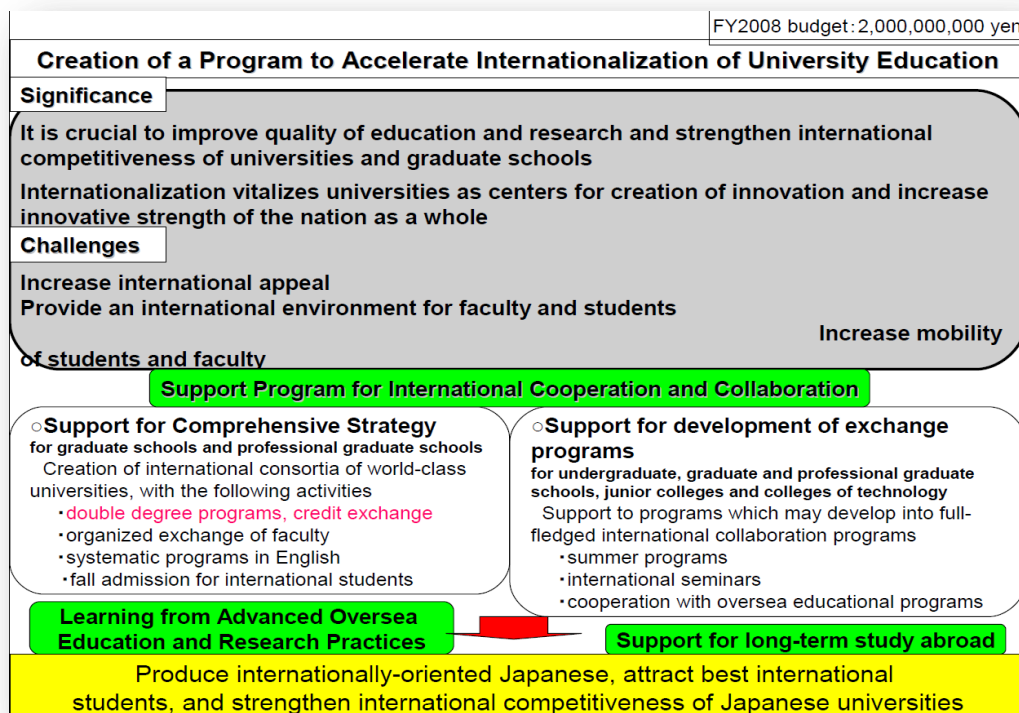 FY2008 budget：2,000,000,000 yen
Creation of a Program to Accelerate Internationalization of University Education
Significance
It is crucial to improve quality of education and research and strengthen international
competitiveness of universities and graduate schools
Internationalization vitalizes universities as centers for creation of innovation and increase
innovative strength of the nation as a whole
Challenges
Increase international appeal
Provide an international environment for faculty and students
Increase mobility
of students and faculty
Support Program for International Cooperation and Collaboration
○Support for Comprehensive Strategy
for graduate schools and professional graduate schools
Creation of international consortia of world-class
universities, with the following activities
・double degree programs, credit exchange
・organized exchange of faculty
・systematic programs in English
・fall admission for international students
○Support for development of exchange
programs
for undergraduate, graduate and professional graduate
schools, junior colleges and colleges of technology
Support to programs which may develop into full-
fledged international collaboration programs
・summer programs
・international seminars
・cooperation with oversea educational programs
Learning from Advanced Oversea
Education and Research Practices
Support for long-term study abroad
Produce internationally-oriented Japanese, attract best international
students, and strengthen international competitiveness of Japanese universities